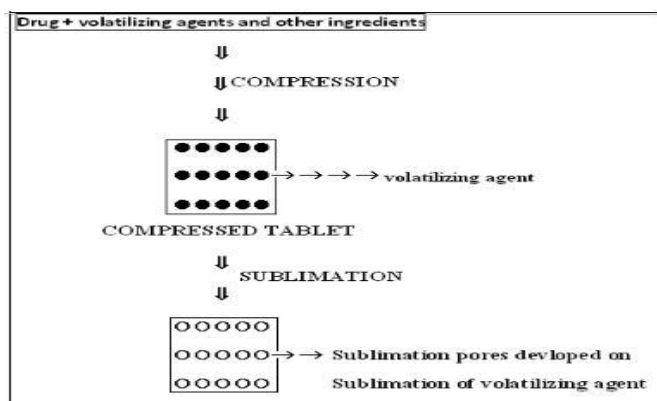 Drug + volatilizing agents and other ingredients
COMPRESSION
volatilizing agent
COMPRESSED TABLET
SUBLIMATION
Sublimation pores devloped on
Sublimation of volatilizing agent